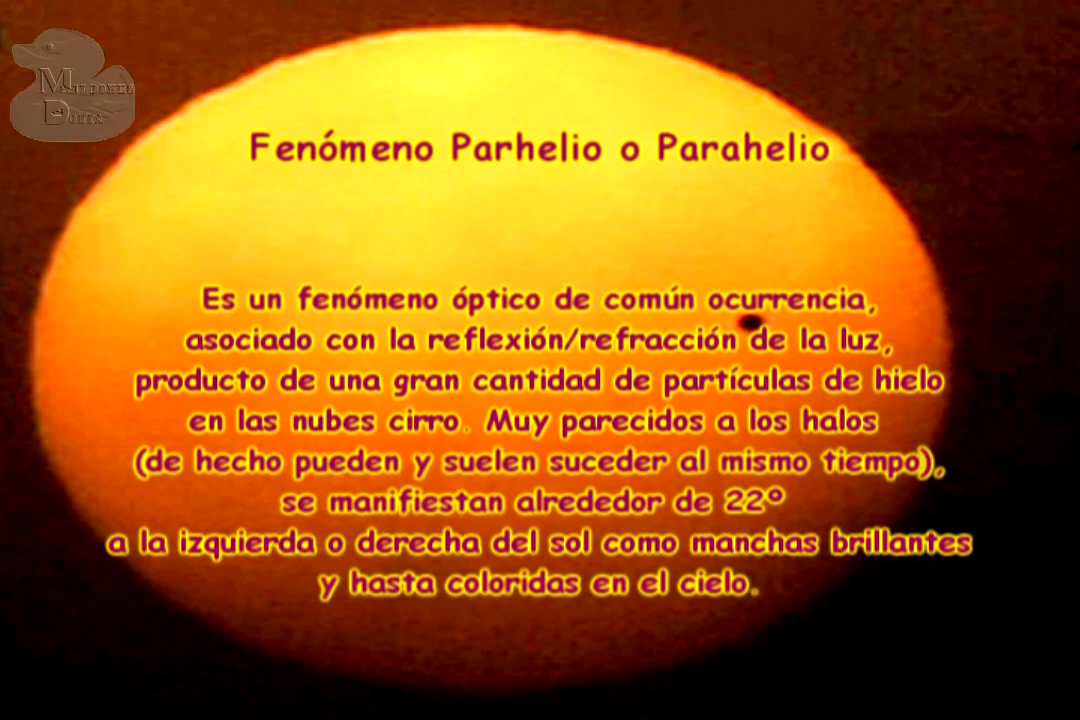 Millones
Donta
Fenómeno Parhelio o Parahelio
Es un fenómeno óptico de común ocurrencia,
asociado con la reflexión/refracción de la luz,
producto de una gran cantidad de partículas de hielo
en las nubes cirro. Muy parecidos a los halos
(de hecho pueden y suelen suceder al mismo tiempo),
se manifiestan alrededor de 22º
a la izquierda o derecha del sol como manchas brillantes
y hasta coloridas en el cielo.